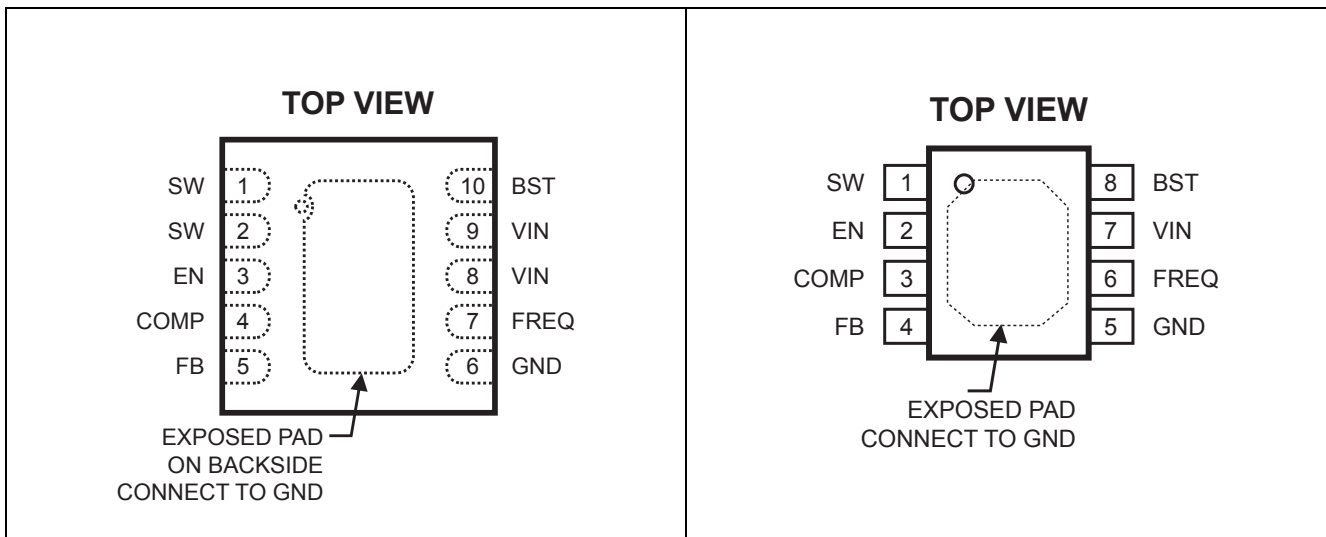 TOP VIEW
SW 1 10 BST
SW 2 9 VIN
EN 3 8 VIN
COMP 4 7 FREQ
FB 5 6 GND
EXPOSED PAD
ON BACKSIDE
CONNECT TO GND
TOP VIEW
SW 1 8 BST
EN 2 7 VIN
COMP 3 6 FREQ
FB 4 5 GND
EXPOSED PAD
CONNECT TO GND